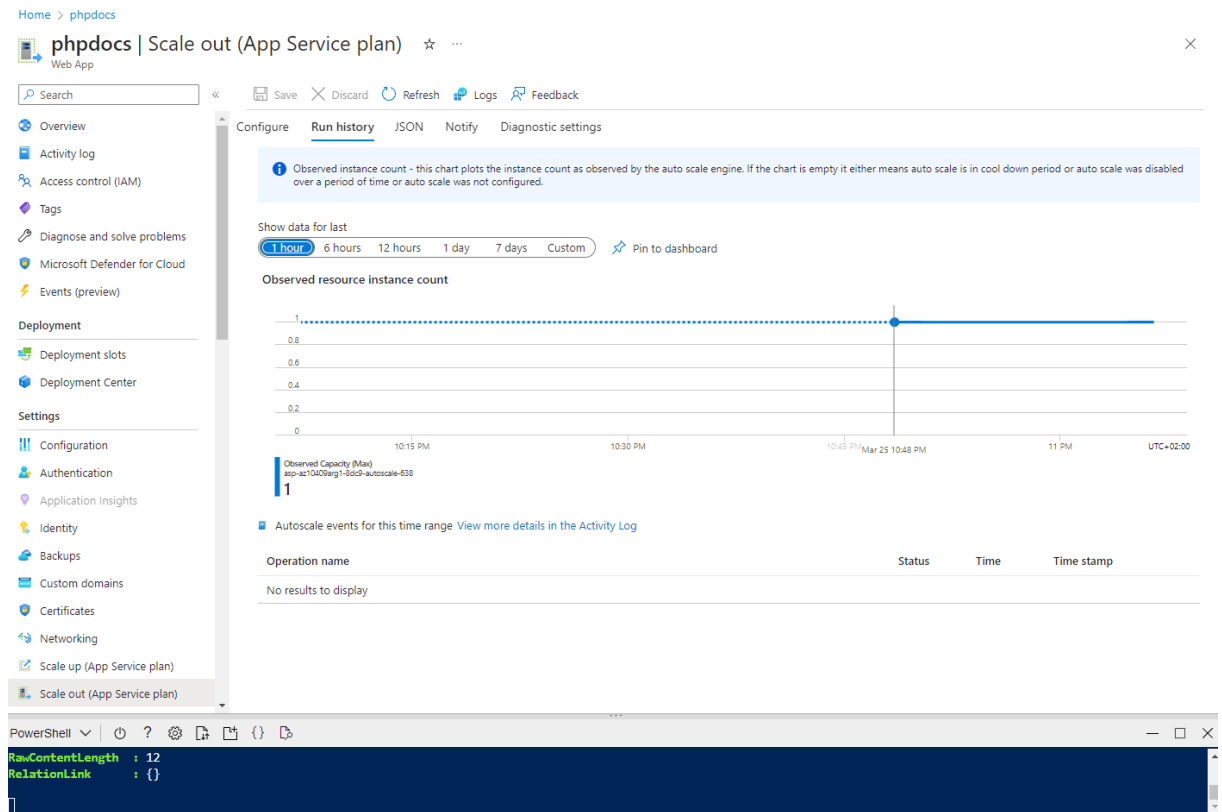 Home > phpdocs
phpdocs | Scale out (App Service plan) ☆ ···
Web App
Search
«
Save Discard Refresh Logs Feedback
Overview
Activity log
Access control (IAM)
Tags
Diagnose and solve problems
Microsoft Defender for Cloud
Events (preview)
Deployment
Deployment slots
Deployment Center
Settings
Configuration
Authentication
Application Insights
Identity
Backups
Custom domains
Certificates
Networking
Scale up (App Service plan)
Scale out (App Service plan)
Configure Run history JSON Notify Diagnostic settings
Observed instance count - this chart plots the instance count as observed by the auto scale engine. If the chart is empty it either means auto scale is in cool down period or auto scale was disabled
over a period of time or auto scale was not configured.
Show data for last
1 hour 6 hours 12 hours 1 day 7 days Custom Pin to dashboard
Observed resource instance count
1
0.8
0.6
0.4
0.2
0
10:15 PM 10:30 PM 10:45 PM Mar 25 10:48 PM 11 PM UTC+02:00
Observed Capacity (Max)
asp-az10409arg1-8dc9-autoscale-638
1
Autoscale events for this time range View more details in the Activity Log
Operation name Status Time Time stamp
No results to display
PowerShell ? {}
RawContentLength : 12
RelationLink : {}